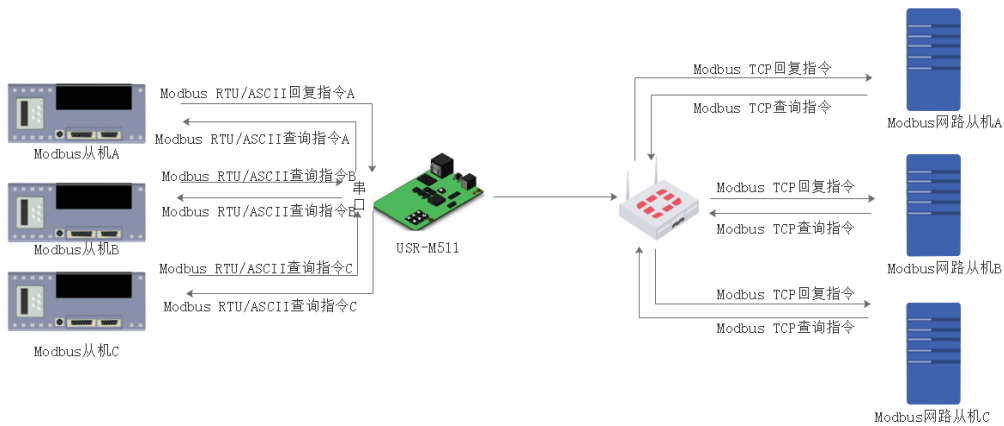 Modbus RTU/ASCII回复指令A
Modbus RTU/ASCII查询指令A
Modbus从机A
Modbus RTU/ASCII查询指令B
Modbus RTU/ASCII查询指令B
Modbus从机B
Modbus RTU/ASCII查询指令C
Modbus RTU/ASCII查询指令C
Modbus从机C
串
口
USR-M511
Modbus TCP回复指令
Modbus TCP查询指令
Modbus网路从机A
Modbus TCP回复指令
Modbus TCP查询指令
Modbus网路从机B
Modbus TCP回复指令
Modbus TCP查询指令
Modbus网路从机C